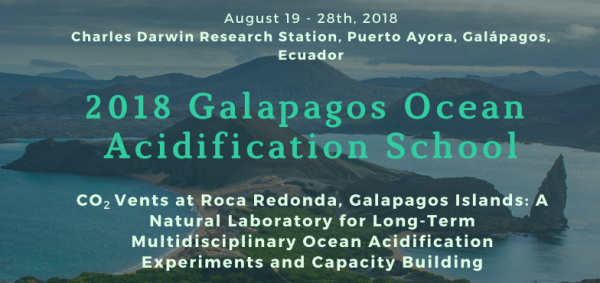 August 19 - 28th, 2018
Charles Darwin Research Station, Puerto Ayora, Galápagos,
Ecuador
2018 Galapagos Ocean
Acidification School
CO₂ Vents at Roca Redonda, Galapagos Islands: A
Natural Laboratory for Long-Term
Multidisciplinary Ocean Acidification
Experiments and Capacity Building